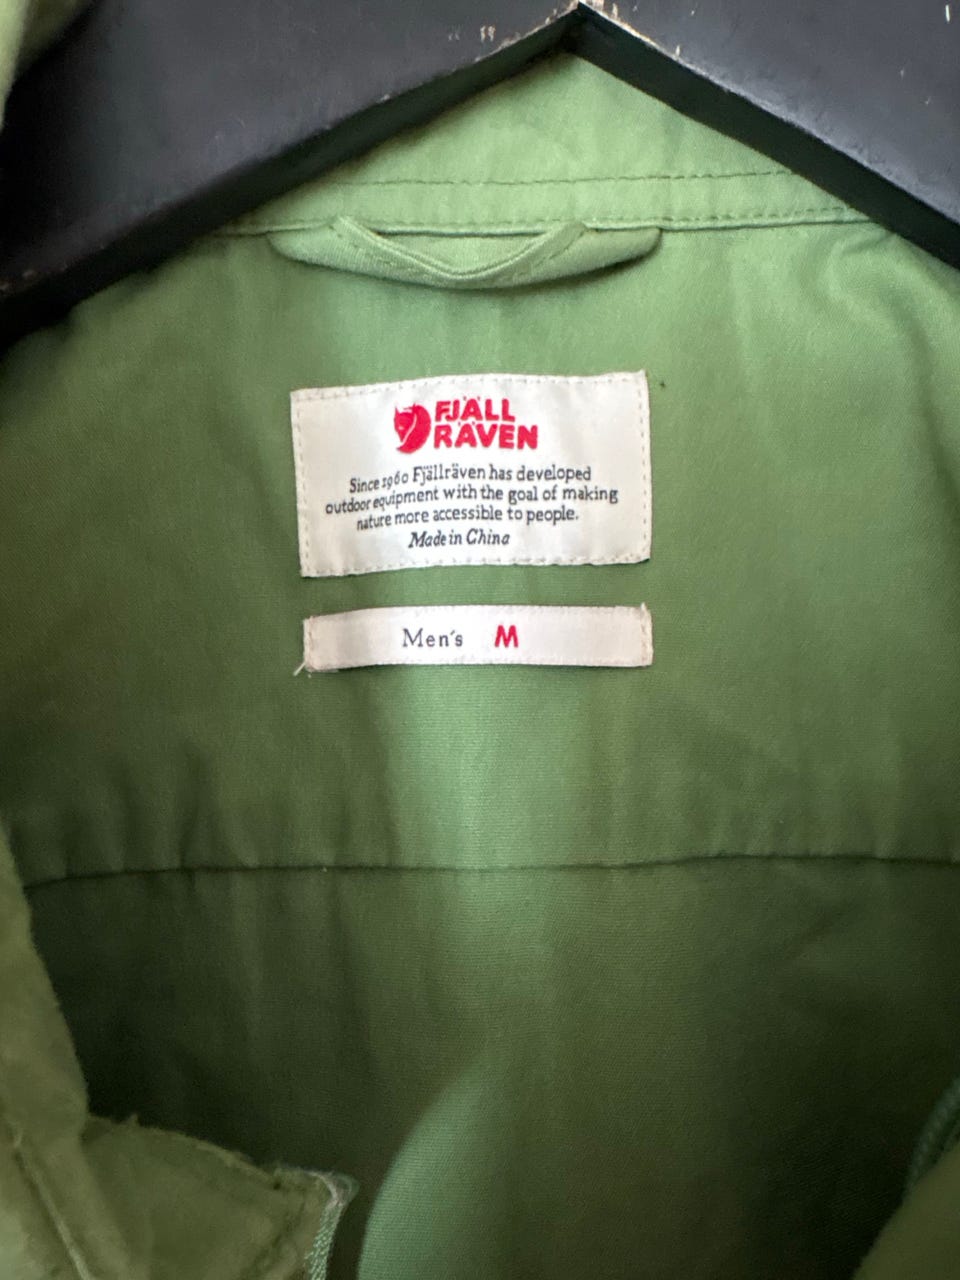 FJÄLL
RÄVEN
Since 1960 Fjällräven has developed
outdoor equipment with the goal of making
nature more accessible to people.
Made in China
Men's M